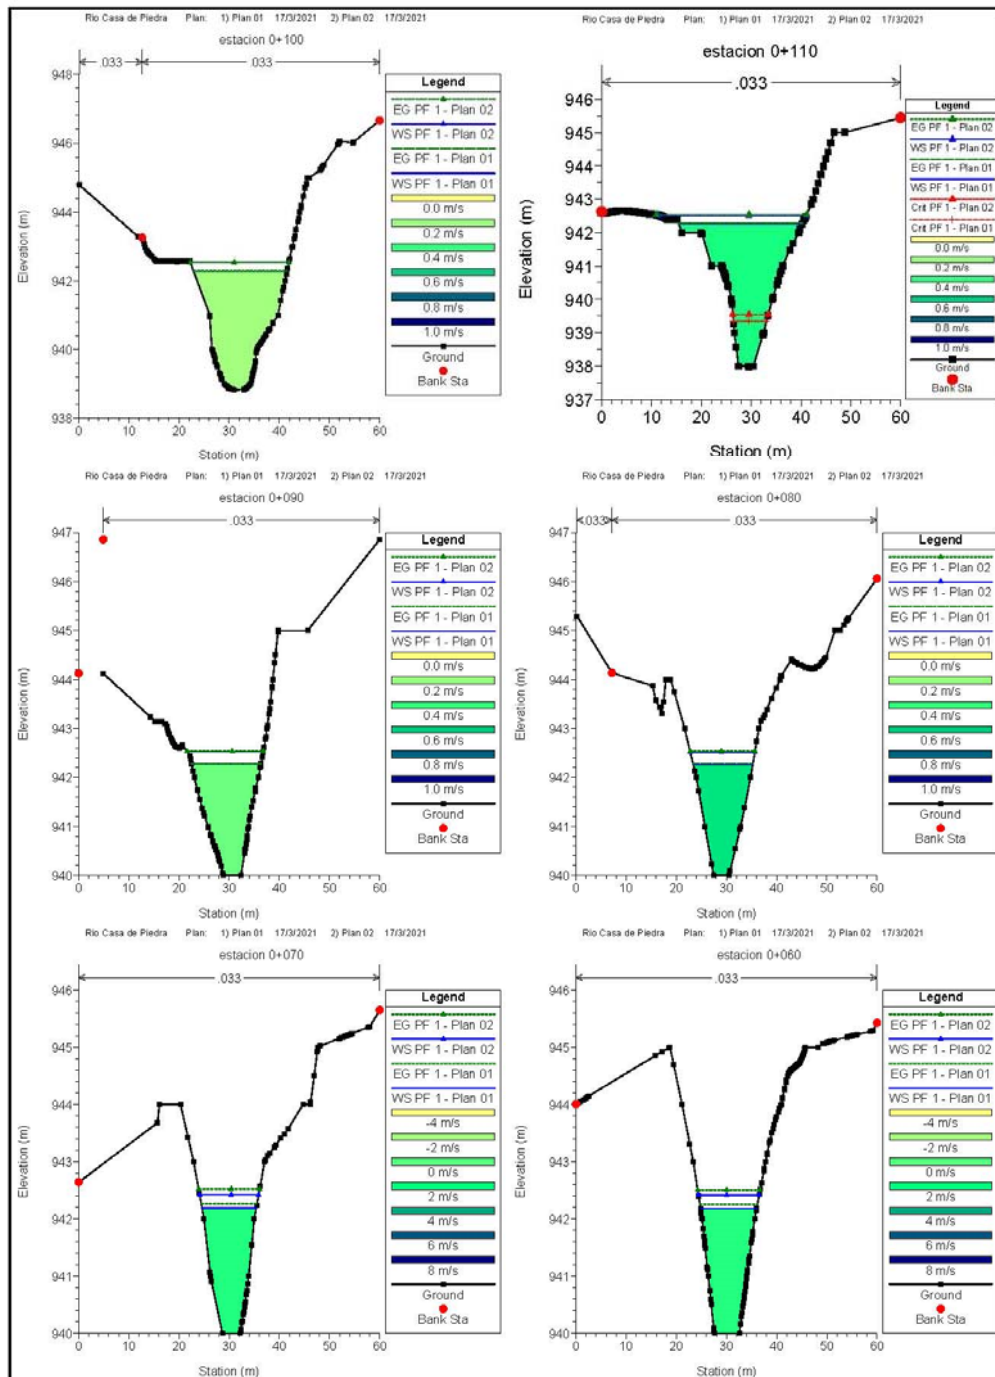 Rio Casa de Piedra Plan: 1) Plan 01 17/3/2021 2) Plan 02 17/3/2021
estacion 0+100
.033 .033
Legend
EG PF 1 - Plan 02
WS PF 1 - Plan 02
EG PF 1 - Plan 01
WS PF 1 - Plan 01
0.0 m/s
0.2 m/s
0.4 m/s
0.6 m/s
0.8 m/s
1.0 m/s
Ground
Bank Sta
Elevation (m)
948
946
944
942
940
938
0 10 20 30 40 50 60
Station (m)
Rio Casa de Piedra Plan: 1) Plan 01 17/3/2021 2) Plan 02 17/3/2021
estacion 0+110
.033
Legend
EG PF 1 - Plan 02
WS PF 1 - Plan 02
EG PF 1 - Plan 01
WS PF 1 - Plan 01
Crit PF 1 - Plan 02
Crit PF 1 - Plan 01
0.0 m/s
0.2 m/s
0.4 m/s
0.6 m/s
0.8 m/s
1.0 m/s
Ground
Bank Sta
Elevation (m)
946
945
944
943
942
941
940
939
938
937
0 10 20 30 40 50 60
Station (m)
Rio Casa de Piedra Plan: 1) Plan 01 17/3/2021 2) Plan 02 17/3/2021
estacion 0+090
.033
Legend
EG PF 1 - Plan 02
WS PF 1 - Plan 02
EG PF 1 - Plan 01
WS PF 1 - Plan 01
0.0 m/s
0.2 m/s
0.4 m/s
0.6 m/s
0.8 m/s
1.0 m/s
Ground
Bank Sta
Elevation (m)
947
946
945
944
943
942
941
940
0 10 20 30 40 50 60
Station (m)
Rio Casa de Piedra Plan: 1) Plan 01 17/3/2021 2) Plan 02 17/3/2021
estacion 0+080
.033 .033
Legend
EG PF 1 - Plan 02
WS PF 1 - Plan 02
EG PF 1 - Plan 01
WS PF 1 - Plan 01
0.0 m/s
0.2 m/s
0.4 m/s
0.6 m/s
0.8 m/s
1.0 m/s
Ground
Bank Sta
Elevation (m)
947
946
945
944
943
942
941
940
0 10 20 30 40 50 60
Station (m)
Rio Casa de Piedra Plan: 1) Plan 01 17/3/2021 2) Plan 02 17/3/2021
estacion 0+070
.033
Legend
EG PF 1 - Plan 02
WS PF 1 - Plan 02
EG PF 1 - Plan 01
WS PF 1 - Plan 01
-4 m/s
-2 m/s
0 m/s
2 m/s
4 m/s
6 m/s
8 m/s
Ground
Bank Sta
Elevation (m)
946
945
944
943
942
941
940
0 10 20 30 40 50 60
Station (m)
Rio Casa de Piedra Plan: 1) Plan 01 17/3/2021 2) Plan 02 17/3/2021
estacion 0+060
.033
Legend
EG PF 1 - Plan 02
WS PF 1 - Plan 02
EG PF 1 - Plan 01
WS PF 1 - Plan 01
-4 m/s
-2 m/s
0 m/s
2 m/s
4 m/s
6 m/s
8 m/s
Ground
Bank Sta
Elevation (m)
946
945
944
943
942
941
940
0 10 20 30 40 50 60
Station (m)